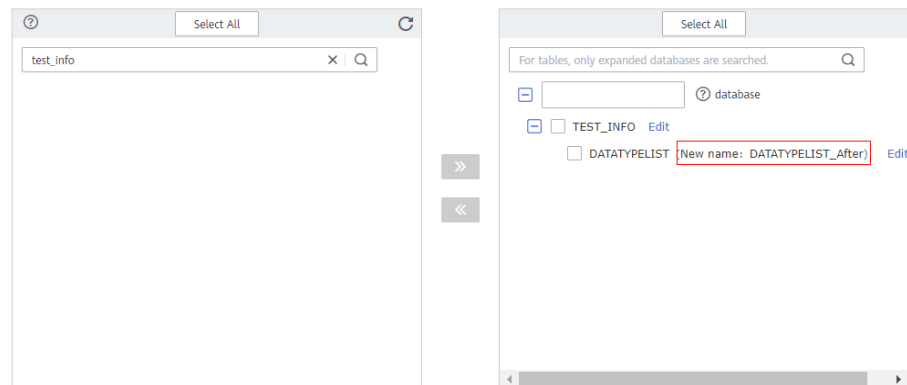 Select All
test_info
Select All
For tables, only expanded databases are searched.
database
TEST_INFO Edit
DATATYPELIST (New name: DATATYPELIST_After) Edit